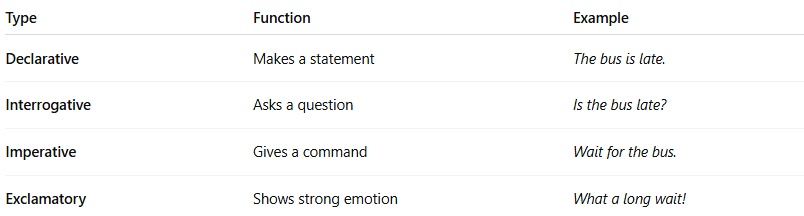 Type Function Example
Declarative Makes a statement The bus is late.
Interrogative Asks a question Is the bus late?
Imperative Gives a command Wait for the bus.
Exclamatory Shows strong emotion What a long wait!